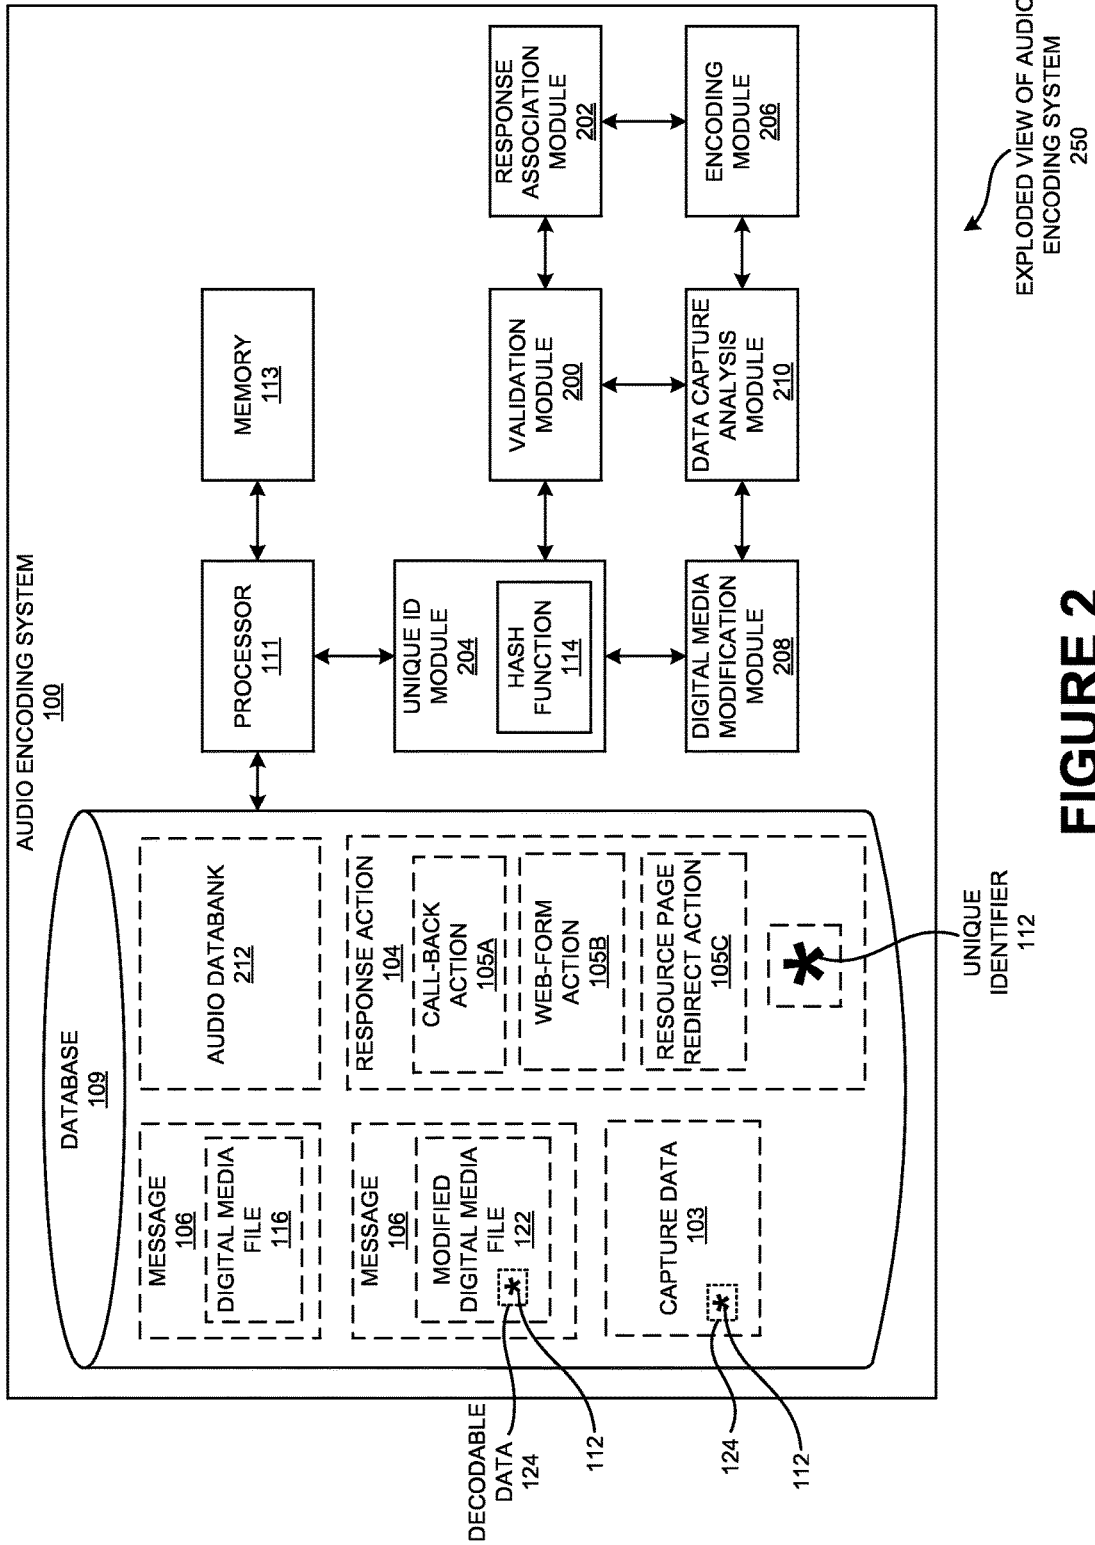 AUDIO ENCODING SYSTEM
100
DATABASE
109
MESSAGE
106
DIGITAL MEDIA
FILE
116
AUDIO DATABANK
212
MESSAGE
106
MODIFIED
DIGITAL MEDIA
FILE
122
*
DECODABLE
DATA
124
112
RESPONSE ACTION
104
CALL-BACK
ACTION
105A
WEB-FORM
ACTION
105B
RESOURCE PAGE
REDIRECT ACTION
105C
*
UNIQUE
IDENTIFIER
112
CAPTURE DATA
103
*
124
112
PROCESSOR
111
MEMORY
113
UNIQUE ID
MODULE
204
HASH
FUNCTION
114
VALIDATION
MODULE
200
RESPONSE
ASSOCIATION
MODULE
202
DIGITAL MEDIA
MODIFICATION
MODULE
208
DATA CAPTURE
ANALYSIS
MODULE
210
ENCODING
MODULE
206
EXPLODED VIEW OF AUDIO
ENCODING SYSTEM
250
FIGURE 2